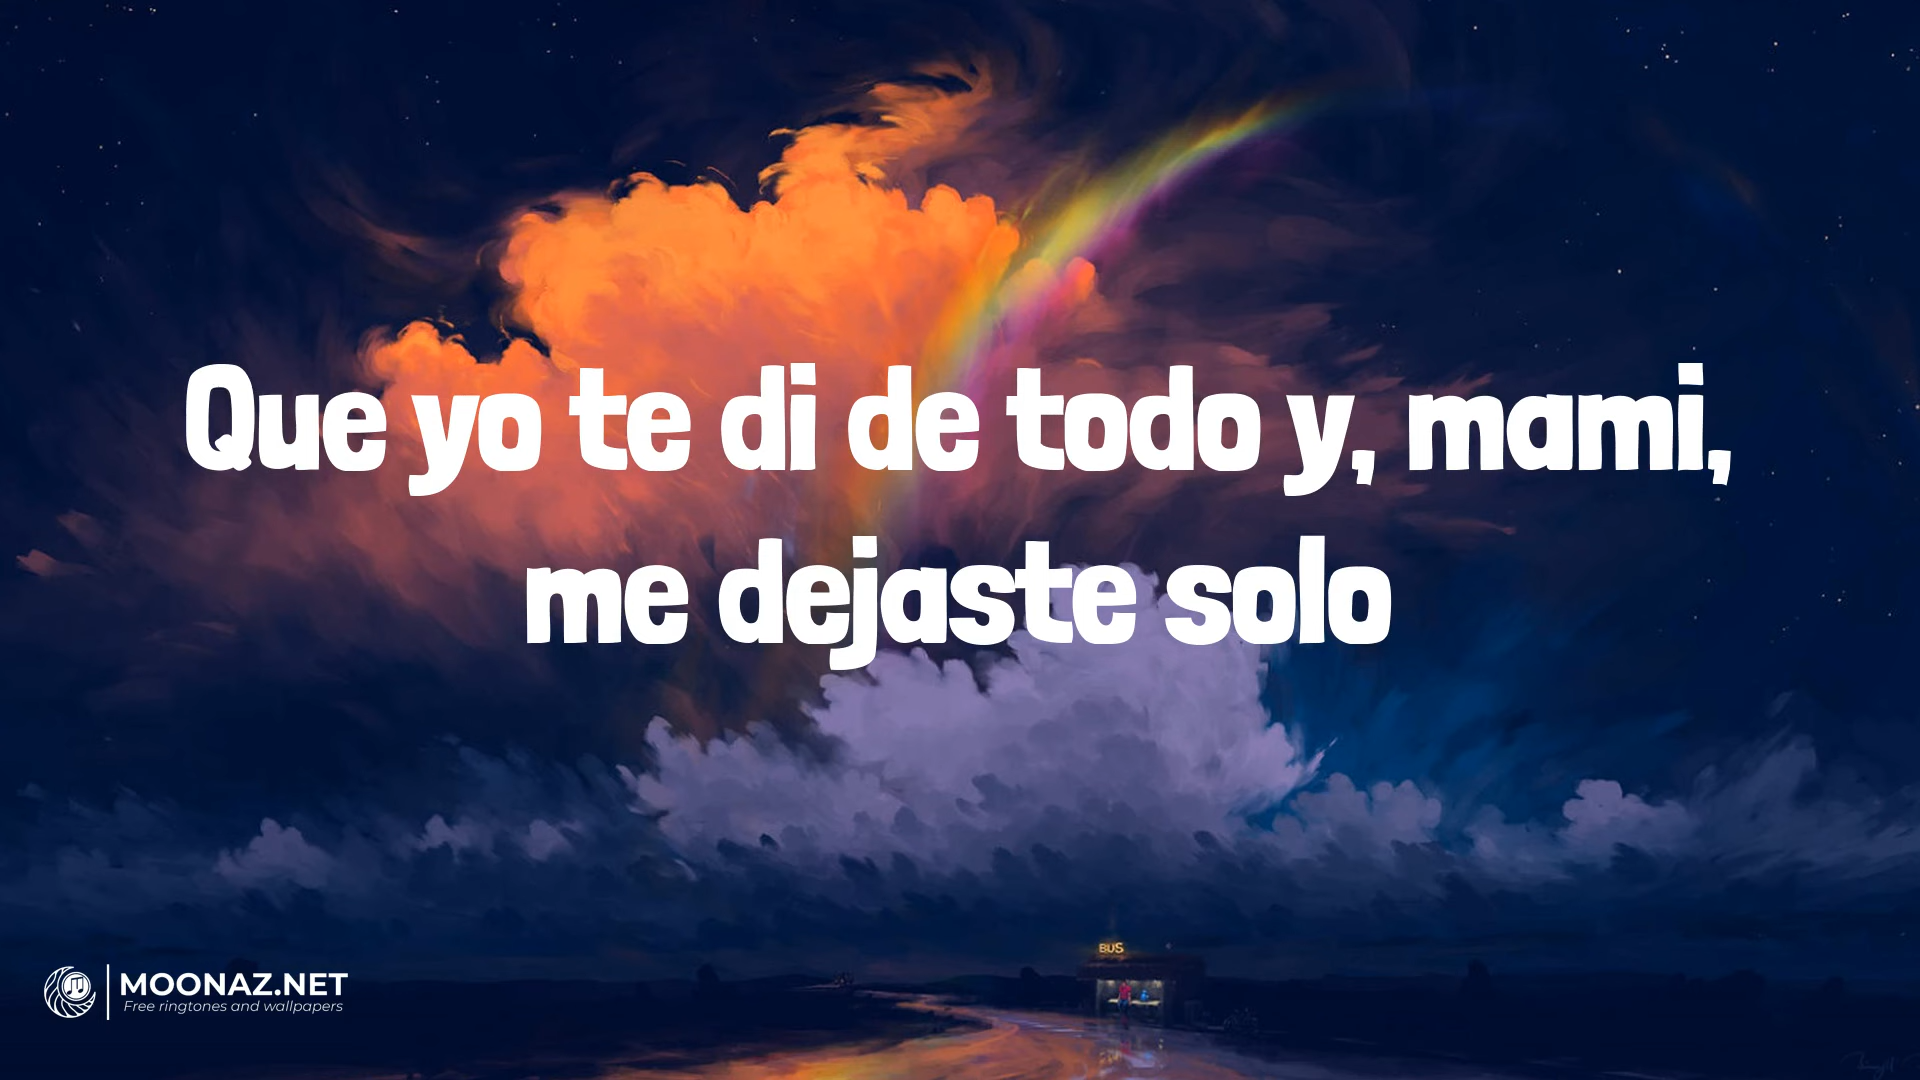 Que yo te di de todo y, mami,
me dejaste solo
BUS
MOONAZ.NET
Free ringtones and wallpapers